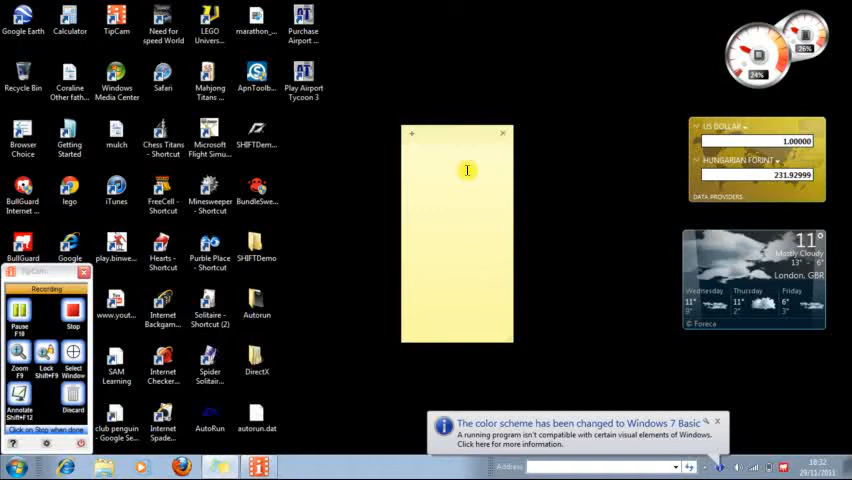 Google Earth
Calculator
TipCam
Need for
speed World
LEGO
Univers...
marathon_...
Purchase
Airport ...
Recycle Bin
Coraline
Other fath...
Windows
Media Center
Safari
Mahjong
Titans ...
ApnToolb...
Play Airport
Tycoon 3
Browser
Choice
Getting
Started
mulch
Chess Titans
- Shortcut
Microsoft
Flight Simu...
SHIFTDem...
BullGuard
Internet ...
lego
iTunes
FreeCell -
Shortcut
Minesweeper
- Shortcut
BundleSwe...
BullGuard
Google
play.binwe...
Hearts -
Shortcut
Purble Place
- Shortcut
SHIFTDemo
www.yout...
Internet
Backgam...
Solitaire -
Shortcut (2)
Autorun
SAM
Learning
Internet
Checker...
Spider
Solitair...
DirectX
club penguin
- Google Se...
Internet
Spade...
AutoRun
autorun.dat
TipCam
Recording
Pause
F10
Stop
Zoom
F9
Lock
Shift+F9
Select
Window
Annotate
Shift+F12
Discard
Click on Stop when done
24%
26%
US DOLLAR
1.00000
HUNGARIAN FORINT
231.92999
DATA PROVIDERS
11°
Mostly Cloudy
13° - 6°
London, GBR
Wednesday
11°
9°
Thursday
11°
2°
Friday
6°
3°
© Foreca
The color scheme has been changed to Windows 7 Basic
A running program isn't compatible with certain visual elements of Windows.
Click here for more information.
Address
18:32
29/11/2011